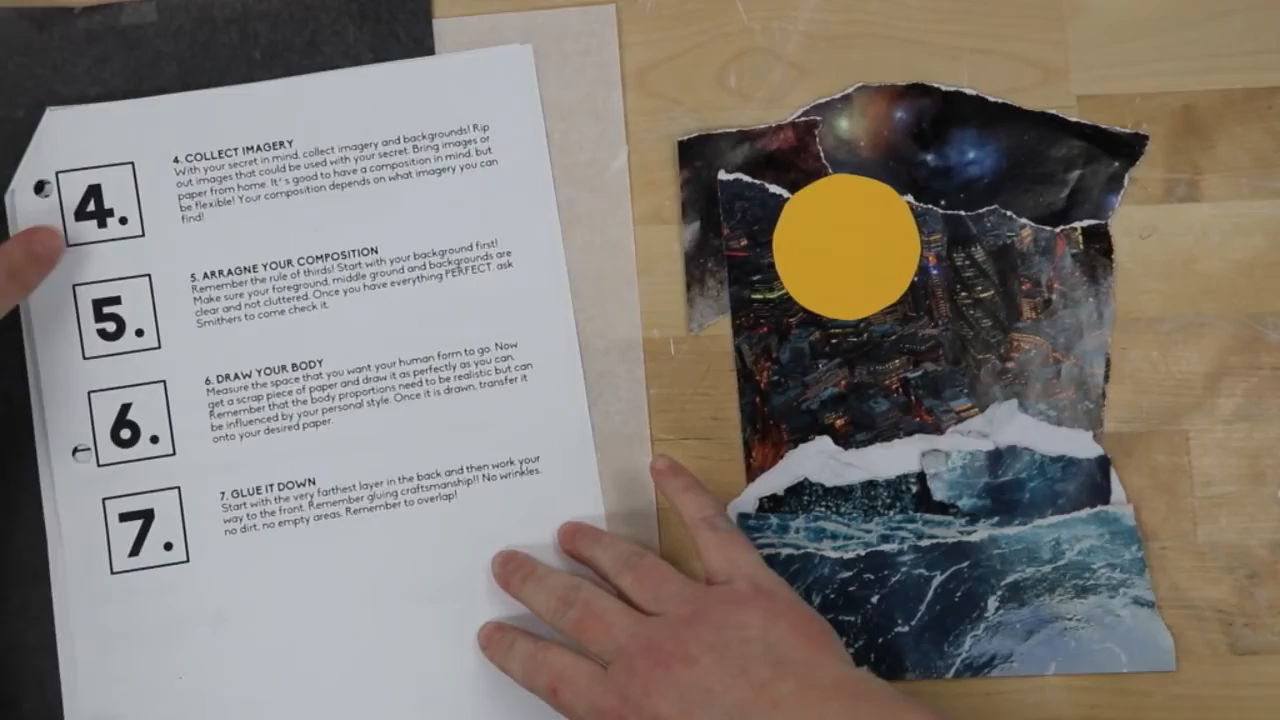 4.
4. COLLECT IMAGERY
With your secret in mind, collect imagery and backgrounds! Rip
out images that could be used with your secret. Bring images or
paper from home. It's good to have a composition in mind, but
be flexible! Your composition depends on what imagery you can
find!
5.
5. ARRAGNE YOUR COMPOSITION
Remember the rule of thirds! Start with your background first!
Make sure your foreground, middle ground and backgrounds are
clear and not cluttered. Once you have everything PERFECT, ask
Smithers to come check it.
6.
6. DRAW YOUR BODY
Measure the space that you want your human form to go. Now
get a scrap piece of paper and draw it as perfectly as you can.
Remember that the body proportions need to be realistic but can
be influenced by your personal style. Once it is drawn, transfer it
onto your desired paper.
7.
7. GLUE IT DOWN
Start with the very farthest layer in the back and then work your
way to the front. Remember gluing craftsmanship!! No wrinkles,
no dirt, no empty areas. Remember to overlap!